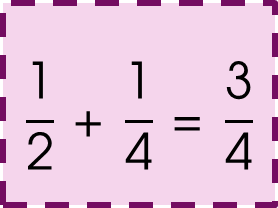 1/2 + 1/4 = 3/4